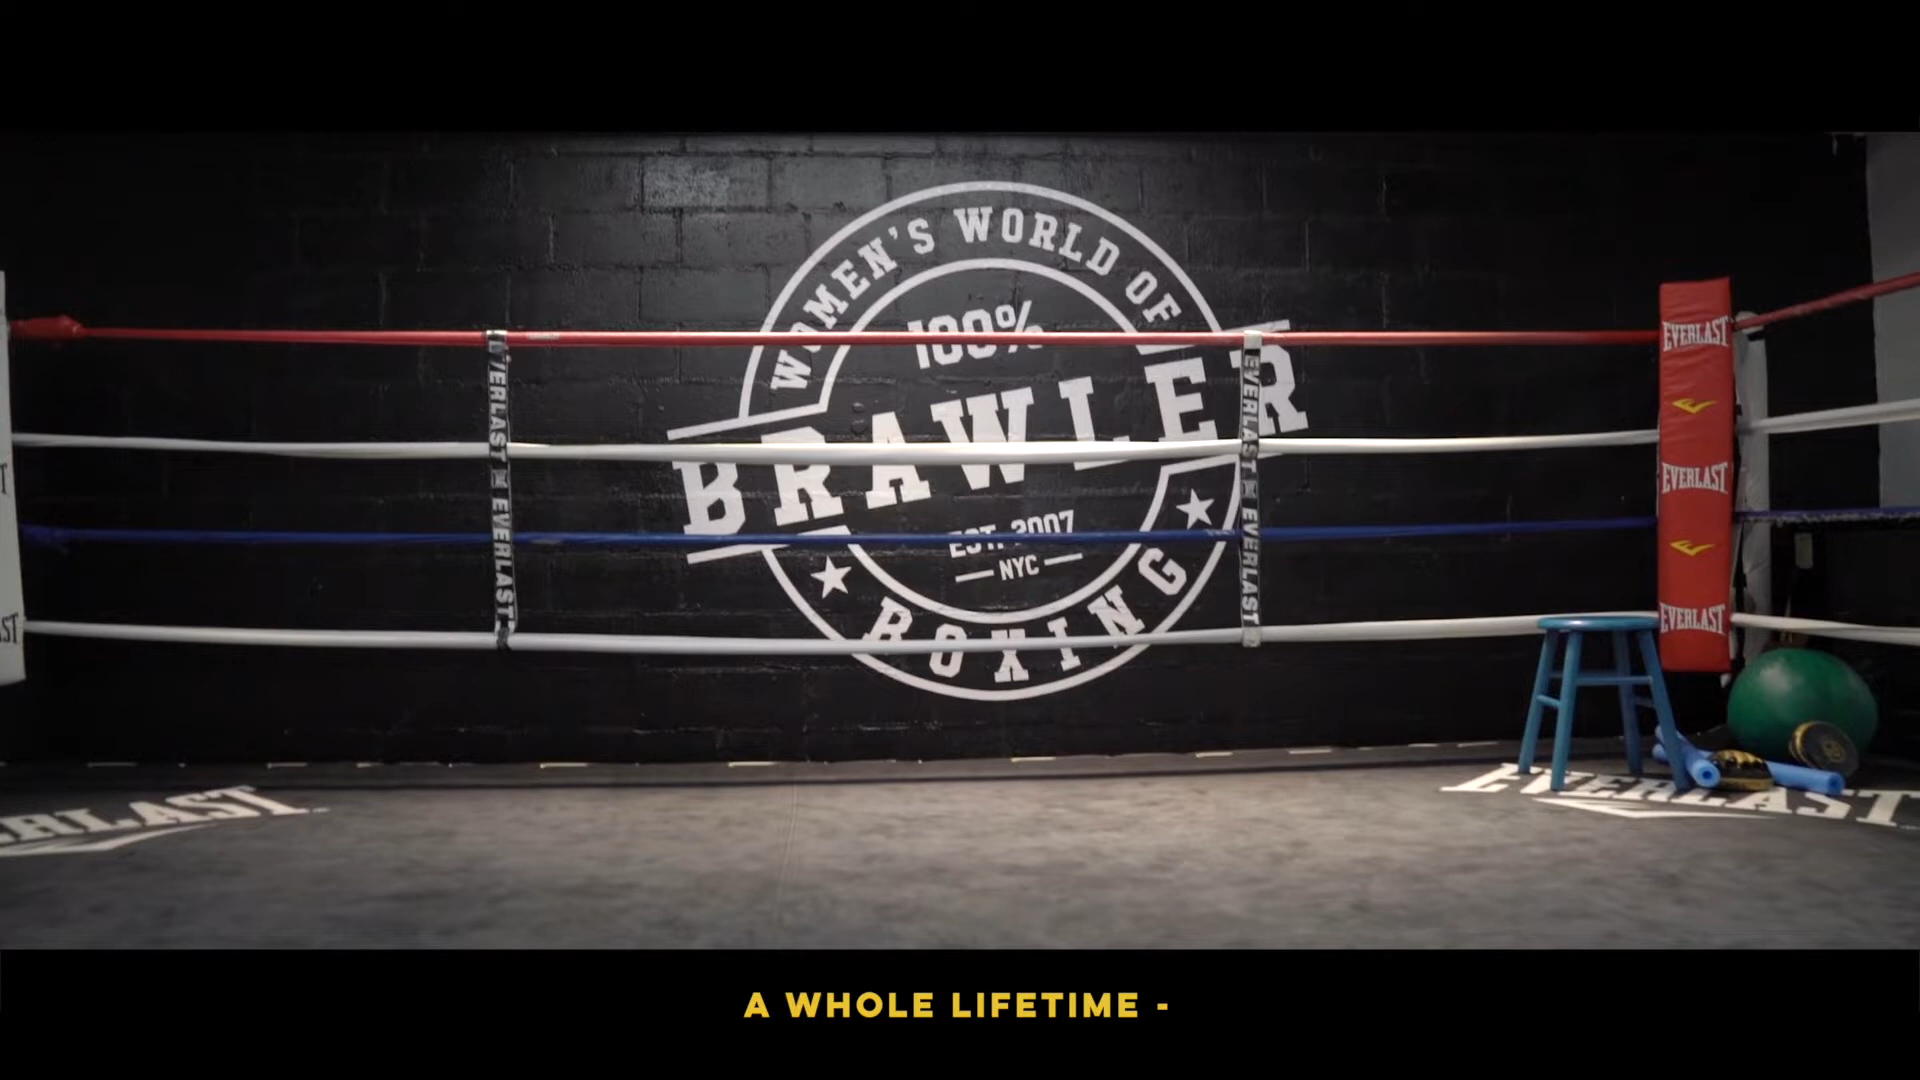 WOMEN'S WORLD OF
100%
BRAWLER
EST. 2007
NYC
BOXING
EVERLAST EVERLAST
EVERLAST EVERLAST
EVERLAST
EVERLAST
EVERLAST
EVERLAST
A WHOLE LIFETIME -